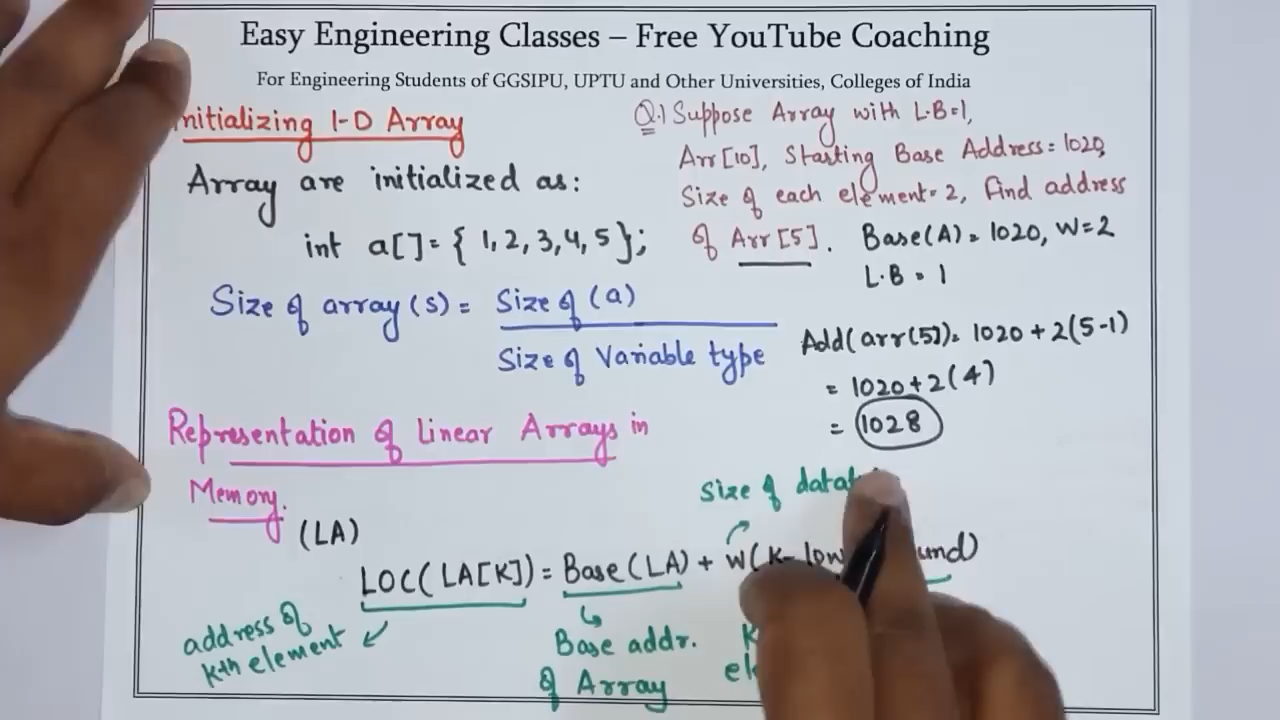 Easy Engineering Classes – Free YouTube Coaching
For Engineering Students of GGSIPU, UPTU and Other Universities, Colleges of India
nitializing 1-D Array
Array are initialized as:
int a[]= { 1,2,3,4,5 };
Size of array(s) = Size of (a)
Size of Variable type
Q.1 Suppose Array with L.B=1,
Arr[10], Starting Base Address= 1020,
Size of each element= 2, Find address
of Arr[5].
Base(A)= 1020, W=2
L.B = 1
Add(arr(5))= 1020+2(5-1)
= 1020+2(4)
= 1028
Representation of Linear Arrays in
Memory.
(LA)
Size of dataty
LOC(LA[K]) = Base(LA) + W(K-low und)
address of
kth element
Base addr.
of Array
K
el